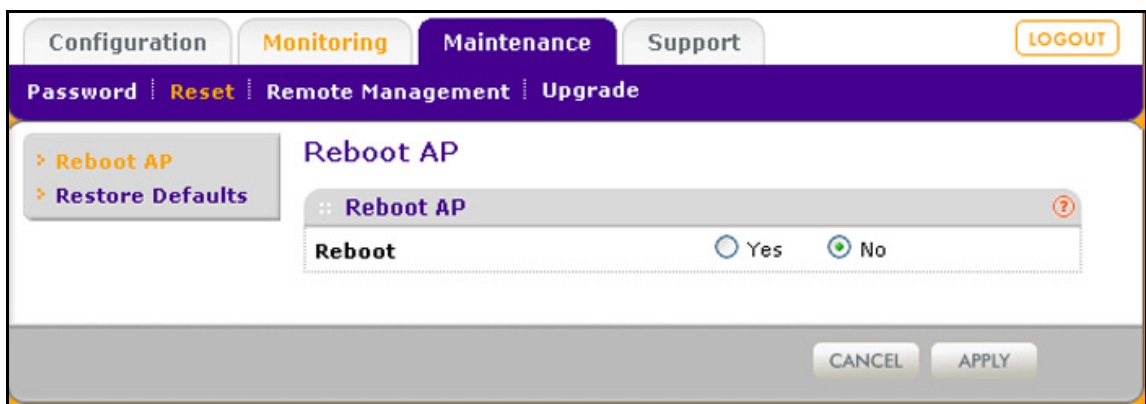 Configuration Monitoring Maintenance Support LOGOUT
Password Reset Remote Management Upgrade
Reboot AP
Restore Defaults
Reboot AP
Reboot AP ?
Reboot Yes No
CANCEL APPLY